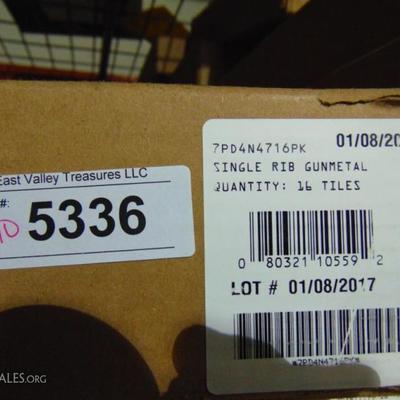 East Valley Treasures LLC
#:
5336
7PD4N4716PK 01/08/20
SINGLE RIB GUNMETAL
QUANTITY: 16 TILES
0 80321 10559 2
LOT # 01/08/2017
*7PD4N4716PK*
ALES.ORG